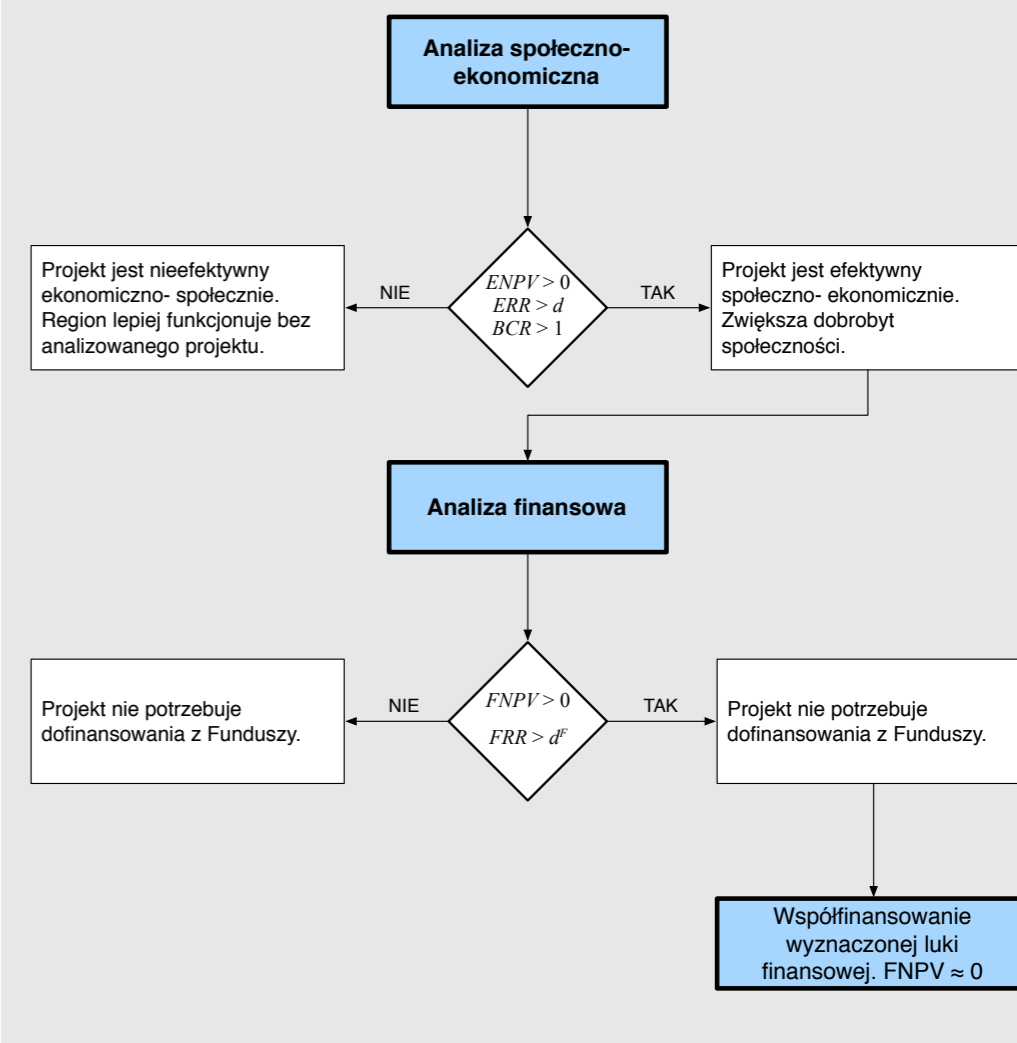 Analiza społeczno-
ekonomiczna
Projekt jest nieefektywny
ekonomiczno- społecznie.
Region lepiej funkcjonuje bez
analizowanego projektu.
NIE
ENPV > 0
ERR > d
BCR > 1
TAK
Projekt jest efektywny
społeczno- ekonomicznie.
Zwiększa dobrobyt
społeczności.
Analiza finansowa
Projekt nie potrzebuje
dofinansowania z Funduszy.
NIE
FNPV > 0
FRR > dᶠ
TAK
Projekt nie potrzebuje
dofinansowania z Funduszy.
Współfinansowanie
wyznaczonej luki
finansowej. FNPV ≈ 0